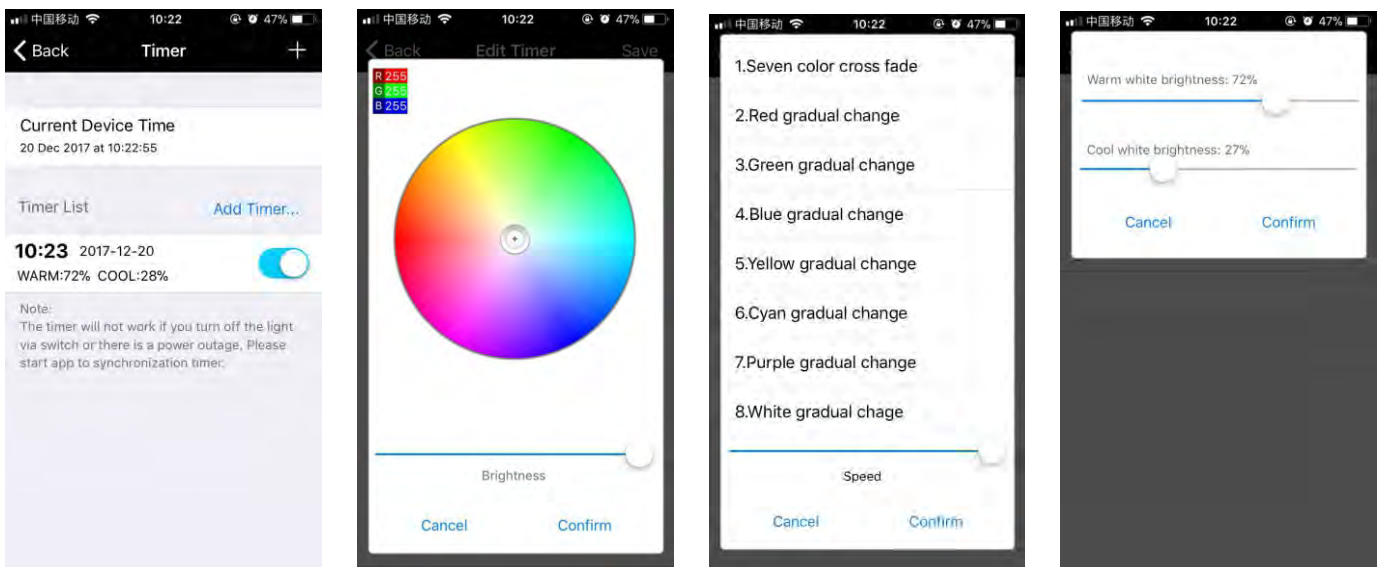 中国移动 10:22 47%
Back Timer +
Current Device Time
20 Dec 2017 at 10:22:55
Timer List Add Timer...
10:23 2017-12-20
WARM:72% COOL:28%
Note:
The timer will not work if you turn off the light
via switch or there is a power outage, Please
start app to synchronization timer.
中国移动 10:22 47%
Back Edit Timer Save
R 255
G 255
B 255
Brightness
Cancel Confirm
中国移动 10:22 47%
1.Seven color cross fade
2.Red gradual change
3.Green gradual change
4.Blue gradual change
5.Yellow gradual change
6.Cyan gradual change
7.Purple gradual change
8.White gradual chage
Speed
Cancel Confirm
中国移动 10:22 47%
Warm white brightness: 72%
Cool white brightness: 27%
Cancel Confirm